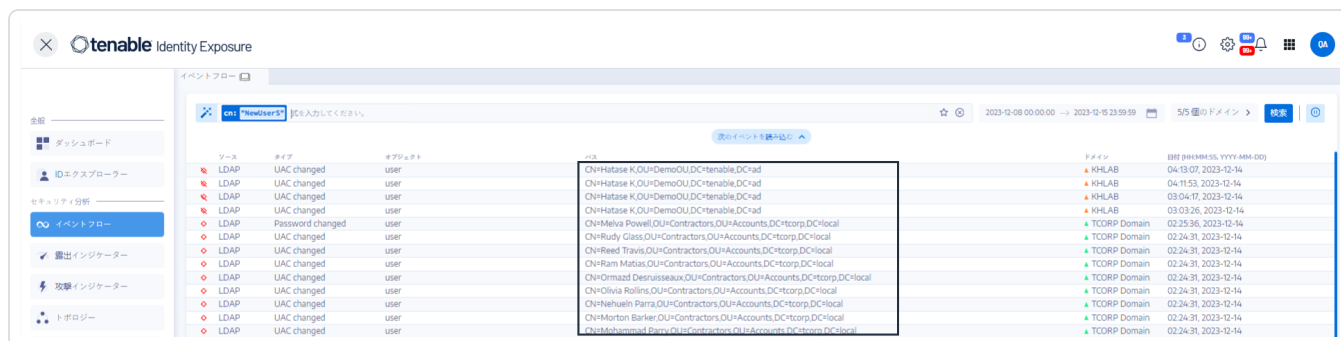 tenable Identity Exposure
3
99+
99+
QA
イベントフロー
cn: "NewUserS" 式を入力してください。
2023-12-08 00:00:00 → 2023-12-15 23:59:59
5/5 個のドメイン >
検索
次のイベントを読み込む
全般
ダッシュボード
IDエクスプローラー
セキュリティ分析
イベントフロー
露出インジケーター
攻撃インジケーター
トポロジー
ソース タイプ オブジェクト パス ドメイン 日付 (HH:MM:SS, YYYY-MM-DD)
LDAP UAC changed user CN=Hatase K,OU=DemoOU,DC=tenable,DC=ad KHLAB 04:13:07, 2023-12-14
LDAP UAC changed user CN=Hatase K,OU=DemoOU,DC=tenable,DC=ad KHLAB 04:11:53, 2023-12-14
LDAP UAC changed user CN=Hatase K,OU=DemoOU,DC=tenable,DC=ad KHLAB 03:04:17, 2023-12-14
LDAP UAC changed user CN=Hatase K,OU=DemoOU,DC=tenable,DC=ad KHLAB 03:03:26, 2023-12-14
LDAP Password changed user CN=Melva Powell,OU=Contractors,OU=Accounts,DC=tcorp,DC=local TCORP Domain 02:25:36, 2023-12-14
LDAP UAC changed user CN=Rudy Glass,OU=Contractors,OU=Accounts,DC=tcorp,DC=local TCORP Domain 02:24:31, 2023-12-14
LDAP UAC changed user CN=Reed Travis,OU=Contractors,OU=Accounts,DC=tcorp,DC=local TCORP Domain 02:24:31, 2023-12-14
LDAP UAC changed user CN=Ram Matias,OU=Contractors,OU=Accounts,DC=tcorp,DC=local TCORP Domain 02:24:31, 2023-12-14
LDAP UAC changed user CN=Ormazd Desruisseaux,OU=Contractors,OU=Accounts,DC=tcorp,DC=local TCORP Domain 02:24:31, 2023-12-14
LDAP UAC changed user CN=Olivia Rollins,OU=Contractors,OU=Accounts,DC=tcorp,DC=local TCORP Domain 02:24:31, 2023-12-14
LDAP UAC changed user CN=Nehueln Parra,OU=Contractors,OU=Accounts,DC=tcorp,DC=local TCORP Domain 02:24:31, 2023-12-14
LDAP UAC changed user CN=Morton Barker,OU=Contractors,OU=Accounts,DC=tcorp,DC=local TCORP Domain 02:24:31, 2023-12-14
LDAP UAC changed user CN=Mohammad Parry,OU=Contractors,OU=Accounts,DC=tcorp,DC=local TCORP Domain 02:24:31, 2023-12-14